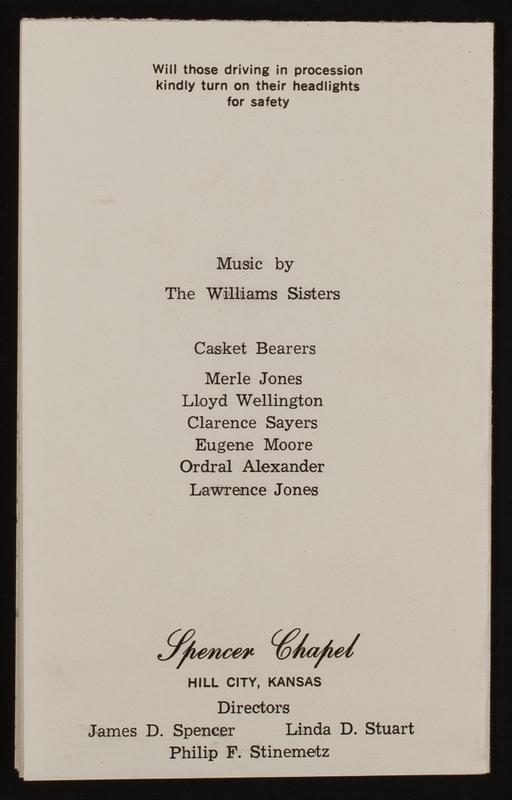 Will those driving in procession
kindly turn on their headlights
for safety
Music by
The Williams Sisters
Casket Bearers
Merle Jones
Lloyd Wellington
Clarence Sayers
Eugene Moore
Ordral Alexander
Lawrence Jones
Spencer Chapel
HILL CITY, KANSAS
Directors
James D. Spencer Linda D. Stuart
Philip F. Stinemetz